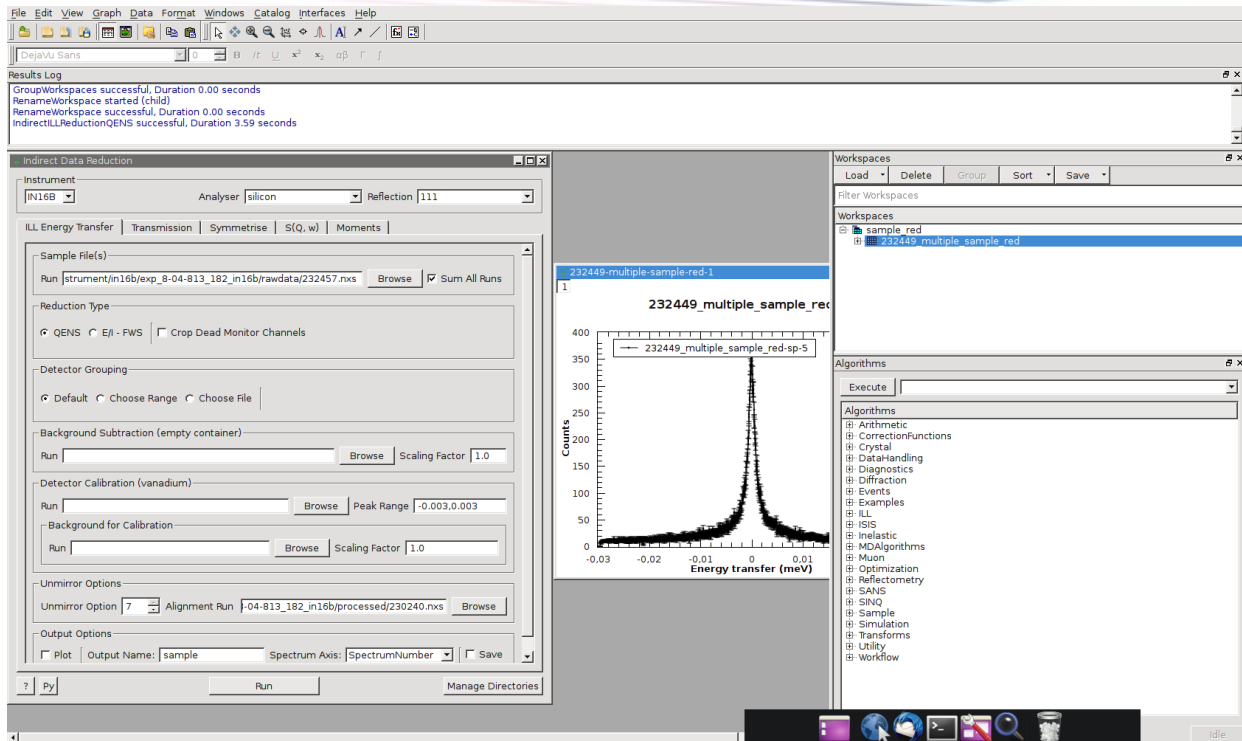 File Edit View Graph Data Format Windows Catalog Interfaces Help
DejaVu Sans 0 B It U x² x₂ αβ Γ ∫
Results Log
GroupWorkspaces successful, Duration 0.00 seconds
RenameWorkspace started (child)
RenameWorkspace successful, Duration 0.00 seconds
IndirectILLReductionQENS successful, Duration 3.59 seconds
Indirect Data Reduction
Instrument
IN16B Analyser silicon Reflection 111
ILL Energy Transfer Transmission Symmetrise S(Q, w) Moments
Sample File(s)
Run strument/in16b/exp_8-04-813_182_in16b/rawdata/232457.nxs Browse Sum All Runs
Reduction Type
QENS E/I - FWS Crop Dead Monitor Channels
Detector Grouping
Default Choose Range Choose File
Background Subtraction (empty container)
Run Browse Scaling Factor 1.0
Detector Calibration (vanadium)
Run Browse Peak Range -0.003,0.003
Background for Calibration
Run Browse Scaling Factor 1.0
Unmirror Options
Unmirror Option 7 Alignment Run -04-813_182_in16b/processed/230240.nxs Browse
Output Options
Plot Output Name: sample Spectrum Axis: SpectrumNumber Save
? Py Run Manage Directories
232449-multiple-sample-red-1
1
232449_multiple_sample_red
232449_multiple_sample_red-sp-5
Counts
400
350
300
250
200
150
100
50
0
-0.03 -0.02 -0.01 0 0.01
Energy transfer (meV)
Workspaces
Load Delete Group Sort Save
Filter Workspaces
Workspaces
sample_red
232449_multiple_sample_red
Algorithms
Execute
Algorithms
Arithmetic
CorrectionFunctions
Crystal
DataHandling
Diagnostics
Diffraction
Events
Examples
ILL
ISIS
Inelastic
MDAlgorithms
Muon
Optimization
Reflectometry
SANS
SINQ
Sample
Simulation
Transforms
Utility
Workflow
Idle